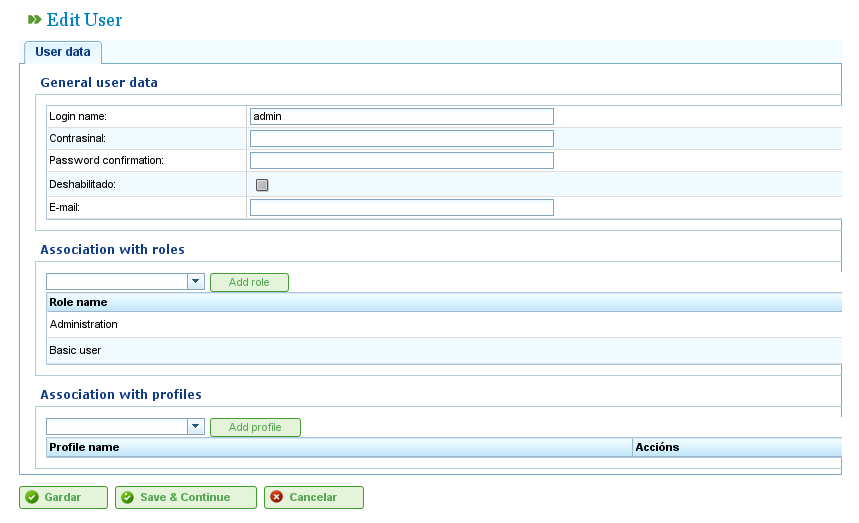 Edit User
User data
General user data
Login name: admin
Contrasinal:
Password confirmation:
Deshabilitado:
E-mail:
Association with roles
Add role
Role name
Administration
Basic user
Association with profiles
Add profile
Profile name Accións
Gardar Save & Continue Cancelar